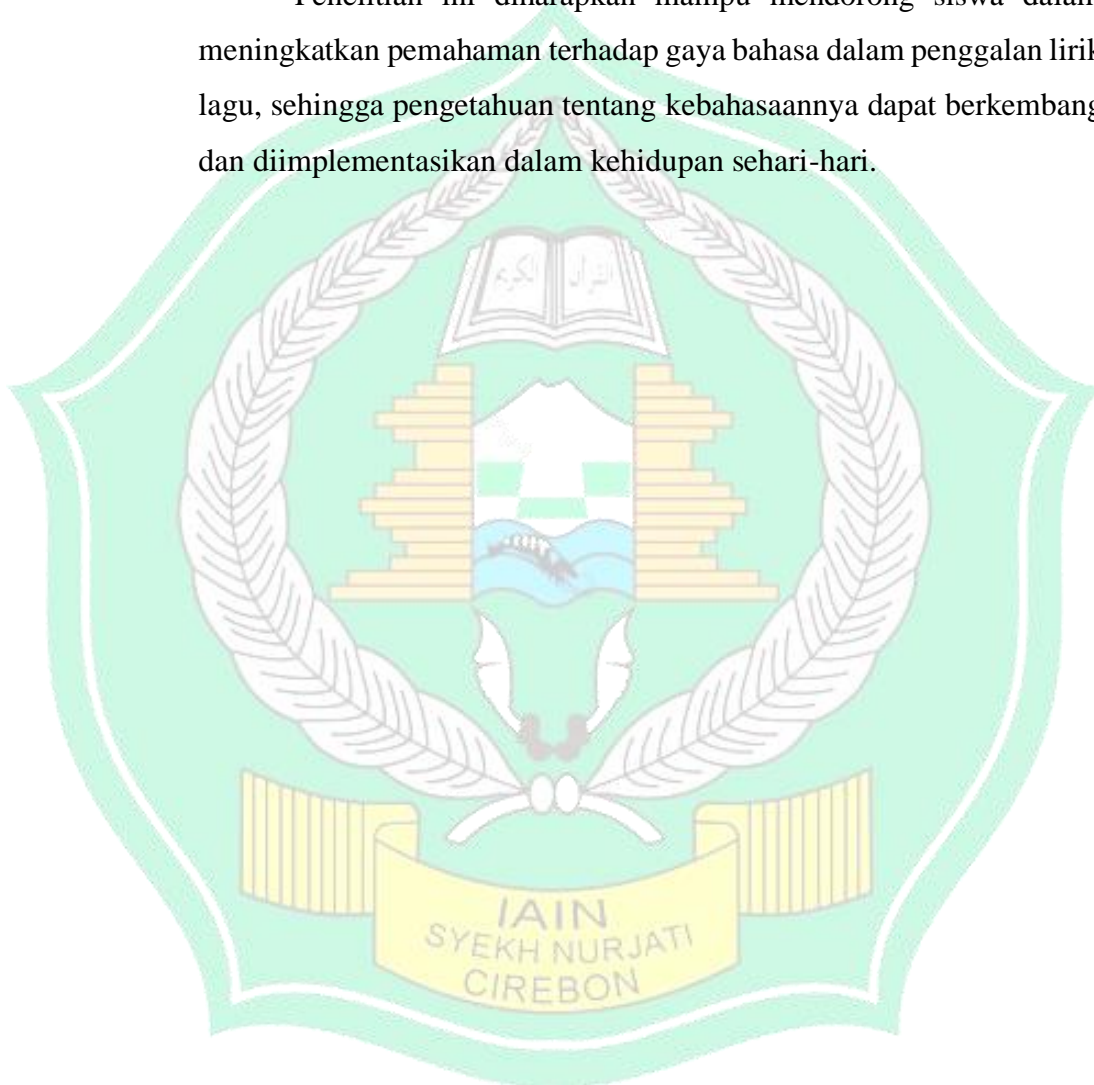 Penelitian ini diharapkan mampu mendorong siswa dalam
meningkatkan pemahaman terhadap gaya bahasa dalam penggalan lirik
lagu, sehingga pengetahuan tentang kebahasaannya dapat berkembang
dan diimplementasikan dalam kehidupan sehari-hari.
القرآن الكريم
IAIN
SYEKH NURJATI
CIREBON